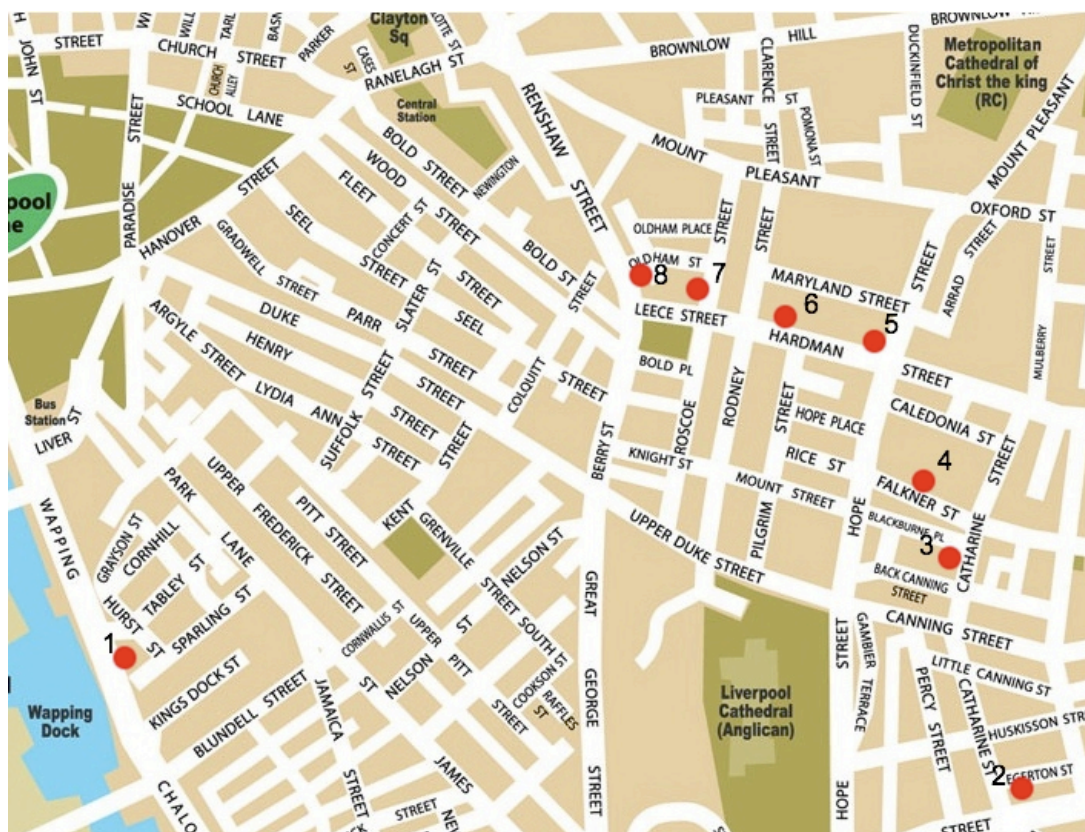 JOHN ST
STREET
CHURCH STREET
CHURCH ALLEY
PARKER ST
CASES ST
Clayton
Sq
RANELAGH ST
BROWNLOW HILL
BROWNLOW
CLARENCE STREET
DUCKINFIELD ST
Metropolitan
Cathedral of
Christ the king
(RC)
MOUNT PLEASANT
SCHOOL LANE
Central
Station
RENSHAW STREET
PLEASANT ST
POMONA ST
MOUNT PLEASANT
OXFORD ST
PARADISE STREET
HANOVER STREET
BOLD STREET
WOOD STREET
FLEET STREET
NEWINGTON
CONCERT ST
SEEL STREET
SEEL
BOLD ST
pool
ne
GRADWELL STREET
SLATER ST
OLDHAM PLACE
OLDHAM ST
STREET
STREET
8
7
6
5
MARYLAND STREET
STREET
ARRAD STREET
STREET
MULBERRY
LEECE STREET
HARDMAN STREET
DUKE STREET
PARR STREET
ARGYLE STREET
HENRY STREET
LYDIA ANN STREET
SUFFOLK STREET
COLQUITT STREET
BOLD PL
ROSCOE
RODNEY
HOPE PLACE
CALEDONIA ST
Bus
Station
LIVER ST
BERRY ST
KNIGHT ST
MOUNT STREET
RICE ST
PILGRIM STREET
HOPE
FALKNER ST
4
CATHARINE STREET
BLACKBURNE PL
3
BACK CANNING
STREET
WAPPING
PARK LANE
UPPER FREDERICK STREET
PITT STREET
KENT STREET
GRENVILLE STREET SOUTH
NELSON ST
UPPER DUKE STREET
GRAYSON ST
CORNHILL
TABLEY ST
HURST ST
SPARLING ST
1
KINGS DOCK ST
BLUNDELL STREET
CORNWALLIS ST
UPPER PITT STREET
NELSON ST
COOKSON ST
RAFFLES
ST
GREAT GEORGE STREET
Liverpool
Cathedral
(Anglican)
CANNING STREET
GAMBIER TERRACE
HOPE STREET
LITTLE CANNING ST
PERCY STREET
CATHARINE ST
HUSKISSON STR
2
EGERTON ST
STREET
Wapping
Dock
JAMAICA STREET
JAMES
STREET
CHALO